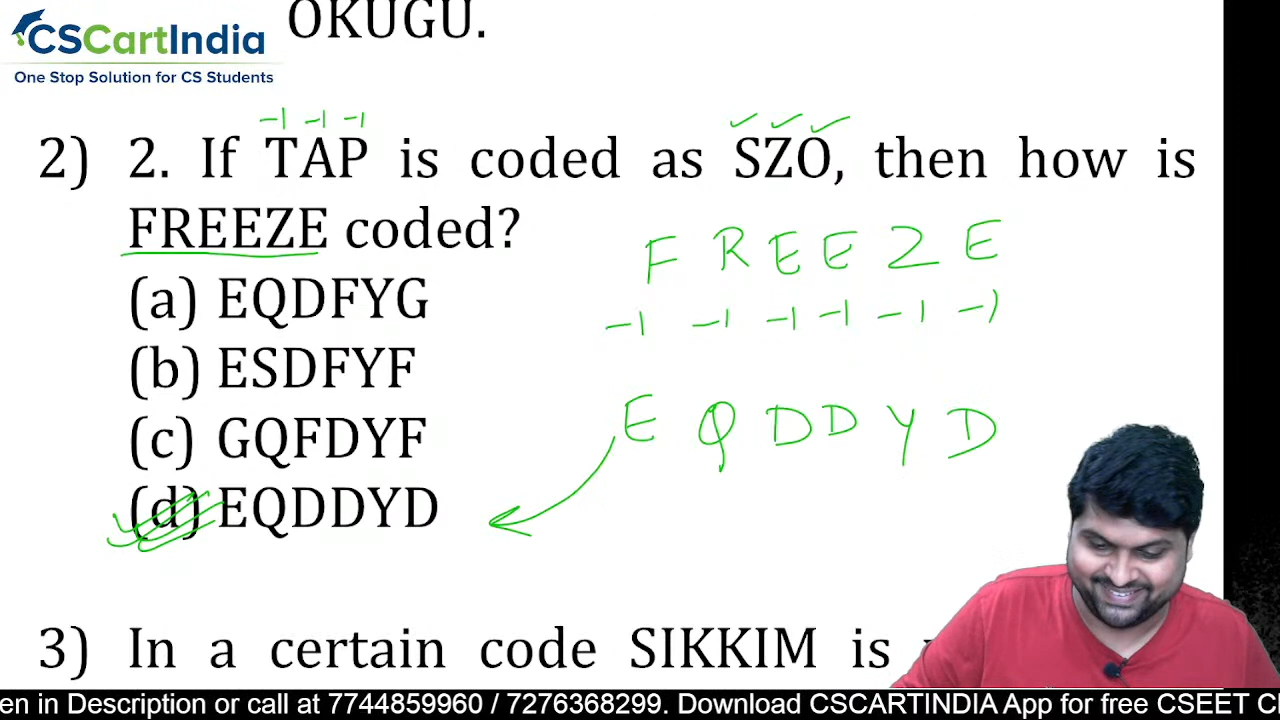 OKUGU.
CSCartIndia
One Stop Solution for CS Students
-1 -1 -1
2) 2. If TAP is coded as SZO, then how is
FREEZE coded?
F R E E Z E
(a) EQDFYG
-1 -1 -1 -1 -1 -1
(b) ESDFYF
(c) GQFDYF
E Q D D Y D
(d) EQDDYD
3) In a certain code SIKKIM is
en in Description or call at 7744859960 / 7276368299. Download CSCARTINDIA App for free CSEET C